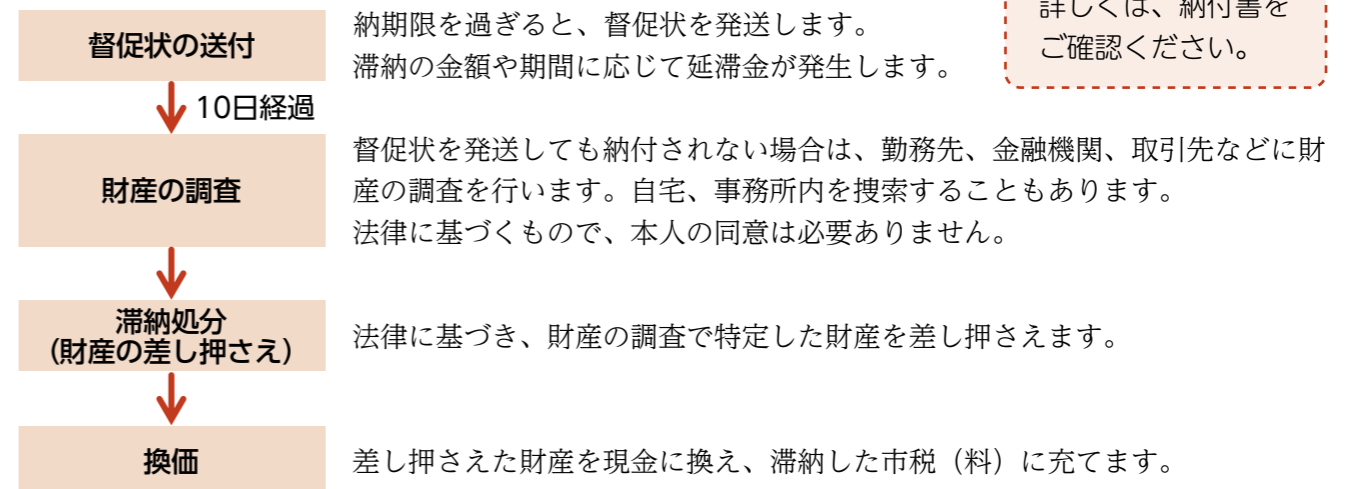 詳しくは、納付書を
ご確認ください。
督促状の送付
納期限を過ぎると、督促状を発送します。
滞納の金額や期間に応じて延滞金が発生します。
10日経過
財産の調査
督促状を発送しても納付されない場合は、勤務先、金融機関、取引先などに財
産の調査を行います。自宅、事務所内を捜索することもあります。
法律に基づくもので、本人の同意は必要ありません。
滞納処分
（財産の差し押さえ）
法律に基づき、財産の調査で特定した財産を差し押さえます。
換価
差し押さえた財産を現金に換え、滞納した市税（料）に充てます。